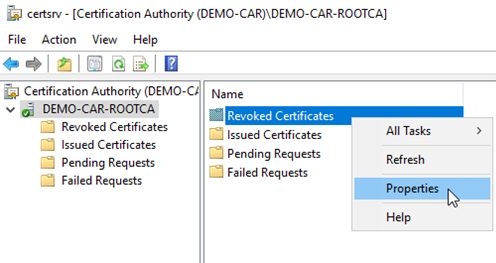 certsrv - [Certification Authority (DEMO-CAR)\DEMO-CAR-ROOTCA]
File Action View Help
Certification Authority (DEMO-CA
DEMO-CAR-ROOTCA
Revoked Certificates
Issued Certificates
Pending Requests
Failed Requests
Name
Revoked Certificates
Issued Certificates
Pending Requests
Failed Requests
All Tasks
Refresh
Properties
Help